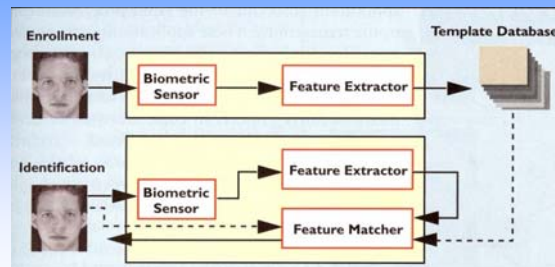 Enrollment
Template Database
Biometric
Sensor
Feature Extractor
Identification
Biometric
Sensor
Feature Extractor
Feature Matcher